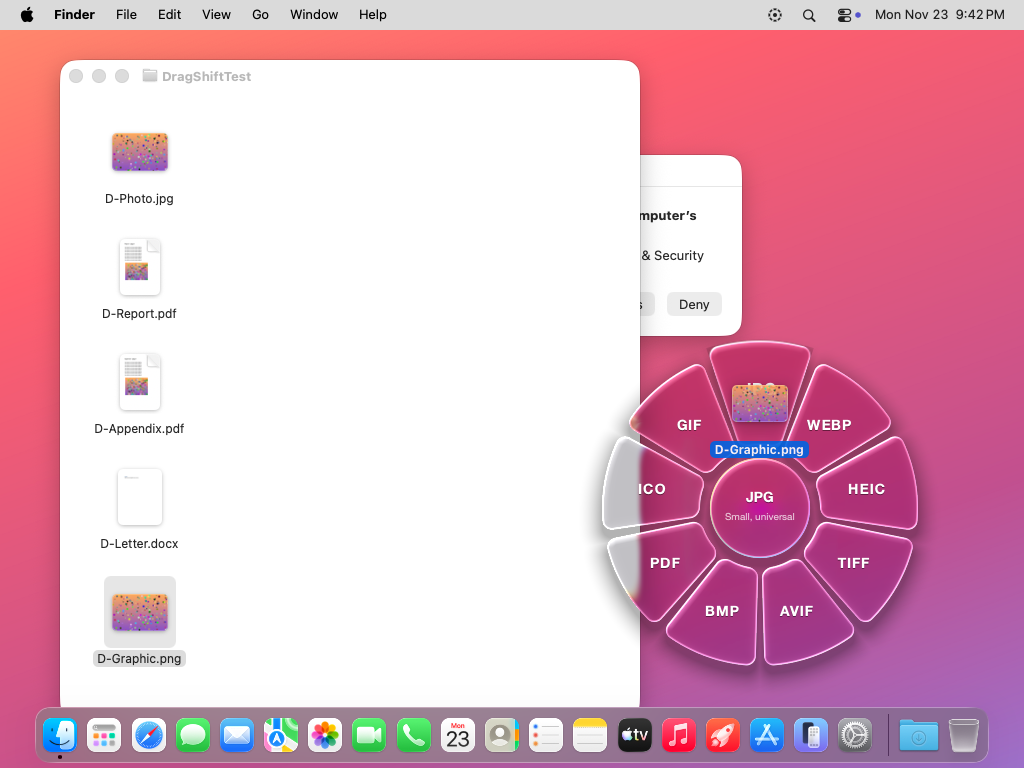 Finder File Edit View Go Window Help Mon Nov 23 9:42 PM
DragShiftTest
D-Photo.jpg
D-Report.pdf
D-Appendix.pdf
D-Letter.docx
D-Graphic.png
mputer's
& Security
Deny
GIF
WEBP
D-Graphic.png
ICO
JPG
Small, universal
HEIC
PDF
TIFF
BMP
AVIF
Mon
23
tv